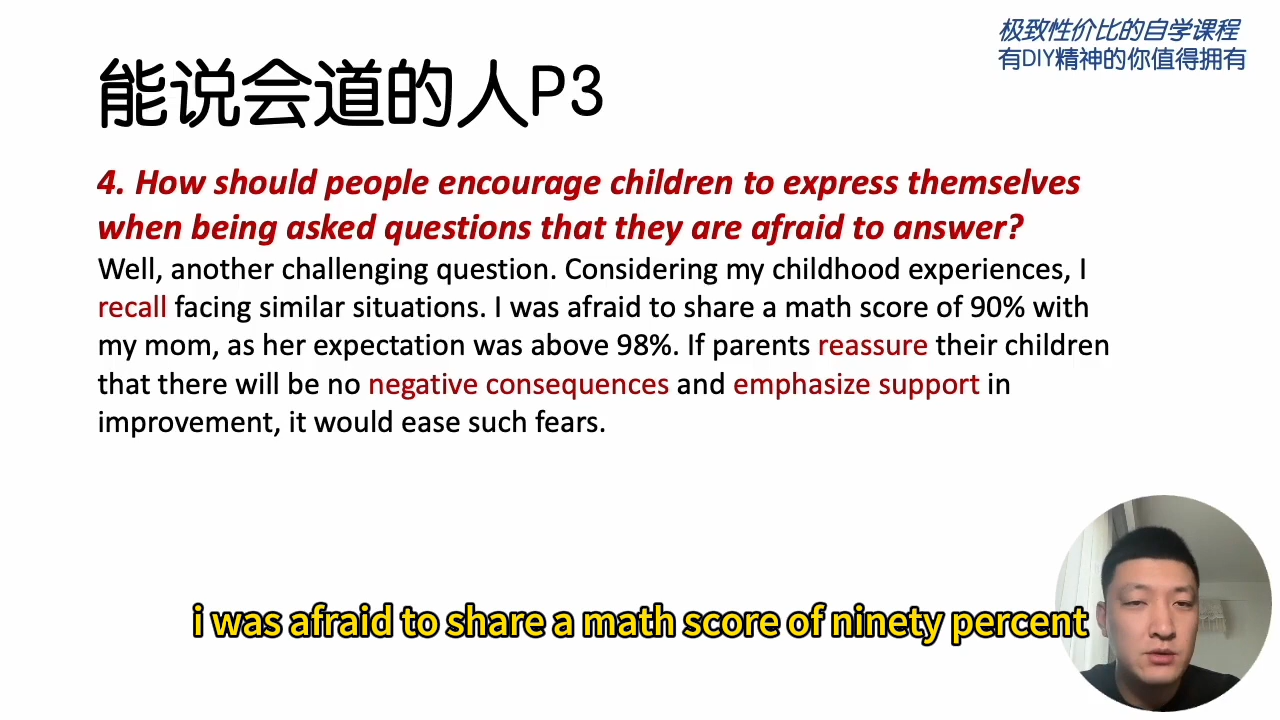 极致性价比的自学课程
有DIY精神的你值得拥有
能说会道的人P3
4. How should people encourage children to express themselves
when being asked questions that they are afraid to answer?
Well, another challenging question. Considering my childhood experiences, I
recall facing similar situations. I was afraid to share a math score of 90% with
my mom, as her expectation was above 98%. If parents reassure their children
that there will be no negative consequences and emphasize support in
improvement, it would ease such fears.
i was afraid to share a math score of ninety percent